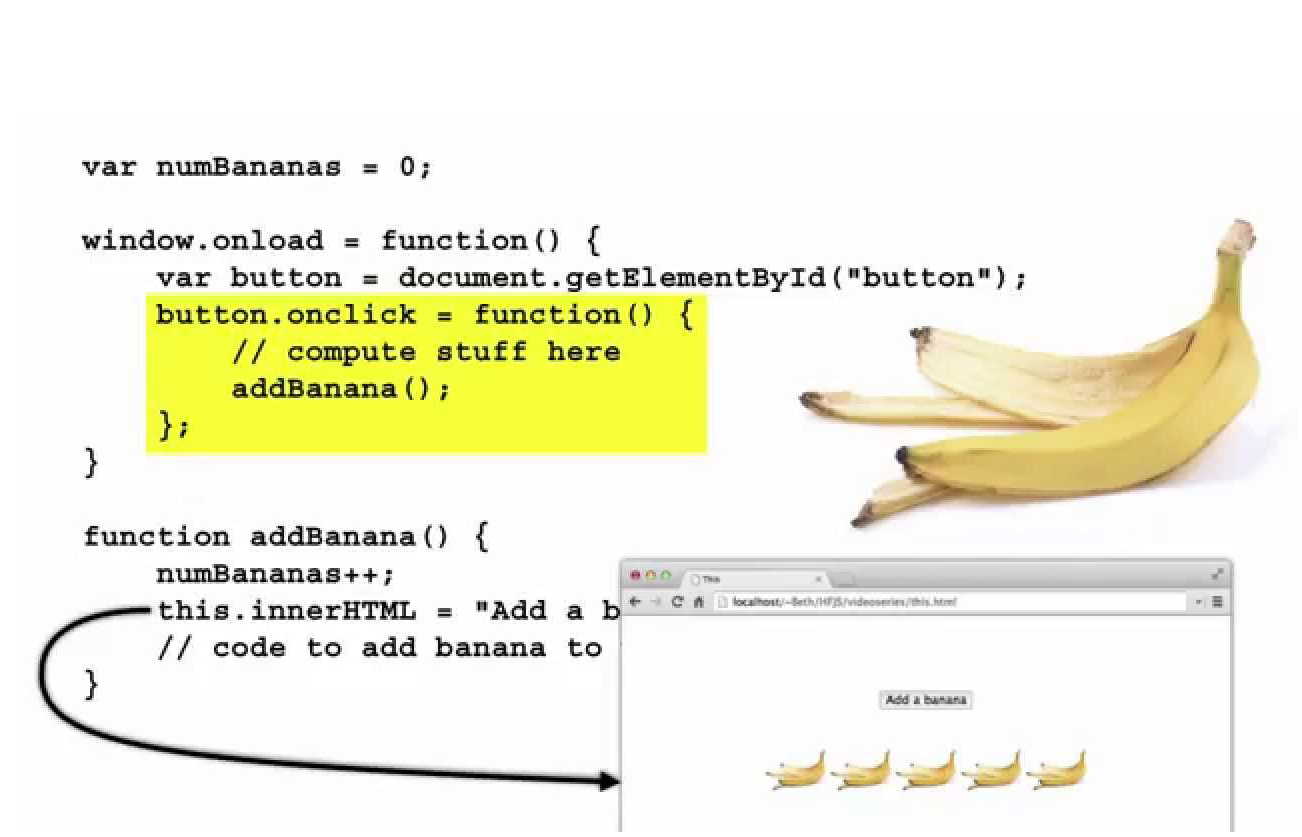 var numBananas = 0;
window.onload = function() {
var button = document.getElementById("button");
button.onclick = function() {
// compute stuff here
addBanana();
};
}
function addBanana() {
numBananas++;
this.innerHTML = "Add a b
// code to add banana to
}
This
localhost/~Beth/HFJS/videoseries/this.html
Add a banana